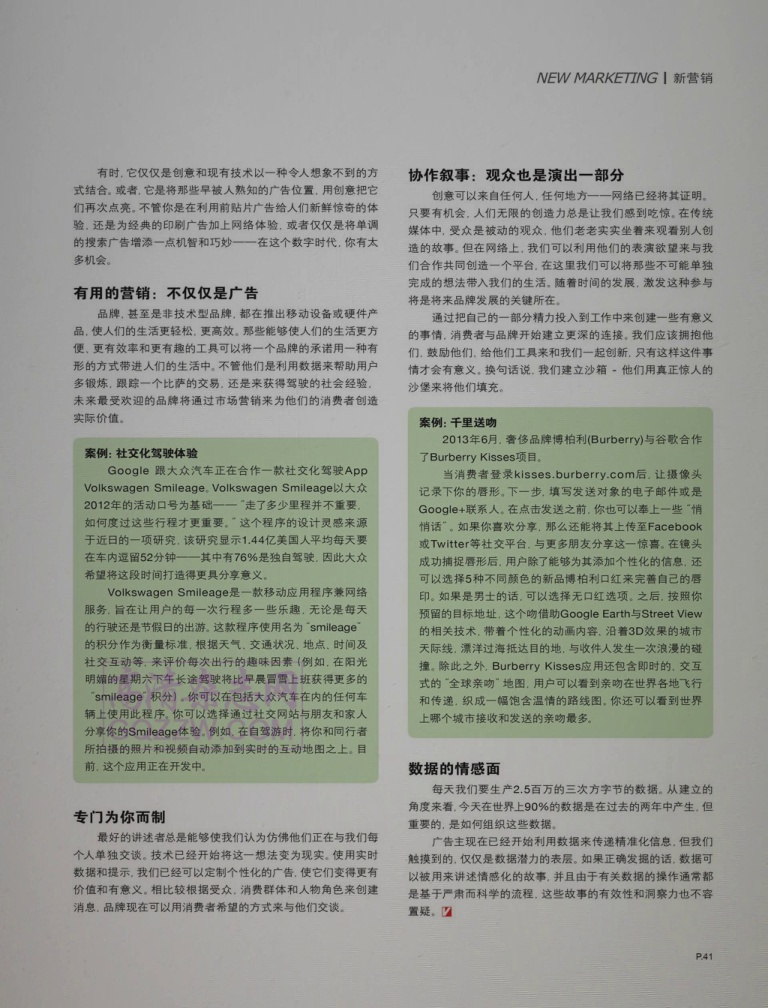 NEW MARKETING | 新营销
有时, 它仅仅是创意和现有技术以一种令人想象不到的方
式结合。或者, 它是将那些早被人熟知的广告位置, 用创意把它
们再次点亮。不管你是在利用前贴片广告给人们新鲜惊奇的体
验, 还是为经典的印刷广告加上网络体验, 或者仅仅是将单调
的搜索广告增添一点机智和巧妙——在这个数字时代, 你有太
多机会。
有用的营销: 不仅仅是广告
品牌, 甚至是非技术型品牌, 都在推出移动设备或硬件产
品, 使人们的生活更轻松, 更高效。那些能够使人们的生活更方
便, 更有效率和更有趣的工具可以将一个品牌的承诺用一种有
形的方式带进人们的生活中。不管他们是利用数据来帮助用户
多锻炼, 跟踪一个比萨的交易, 还是来获得驾驶的社会经验,
未来最受欢迎的品牌将通过市场营销来为他们的消费者创造
实际价值。
案例: 社交化驾驶体验
Google 跟大众汽车正在合作一款社交化驾驶App
Volkswagen Smileage。Volkswagen Smileage以大众
2012年的活动口号为基础——“走了多少里程并不重要,
如何度过这些行程才更重要。”这个程序的设计灵感来源
于近日的一项研究, 该研究显示1.44亿美国人平均每天要
在车内逗留52分钟——其中有76%是独自驾驶, 因此大众
希望将这段时间打造得更具分享意义。
Volkswagen Smileage是一款移动应用程序兼网络
服务, 旨在让用户的每一次行程多一些乐趣, 无论是每天
的行驶还是节假日的出游。这款程序使用名为“smileage”
的积分作为衡量标准, 根据天气, 交通状况, 地点, 时间及
社交互动等, 来评价每次出行的趣味因素 (例如, 在阳光
明媚的星期六下午长途驾驶将比早晨冒雪上班获得更多的
“smileage”积分)。你可以在包括大众汽车在内的任何车
辆上使用此程序。你可以选择通过社交网站与朋友和家人
分享你的Smileage体验, 例如, 在自驾游时, 将你和同行者
所拍摄的照片和视频自动添加到实时的互动地图之上。目
前, 这个应用正在开发中。
专门为你而制
最好的讲述者总是能够使我们认为仿佛他们正在与我们每
个人单独交谈。技术已经开始将这一想法变为现实。使用实时
数据和提示, 我们已经可以定制个性化的广告, 使它们变得更有
价值和有意义。相比较根据受众, 消费群体和人物角色来创建
消息, 品牌现在可以用消费者希望的方式来与他们交谈。
协作叙事: 观众也是演出一部分
创意可以来自任何人, 任何地方——网络已经将其证明。
只要有机会, 人们无限的创造力总是让我们感到吃惊。在传统
媒体中, 受众是被动的观众, 他们老老实实坐着来观看别人创
造的故事。但在网络上, 我们可以利用他们的表演欲望来与我
们合作共同创造一个平台, 在这里我们可以将那些不可能单独
完成的想法带入我们的生活。随着时间的发展, 激发这种参与
将是将来品牌发展的关键所在。
通过把自己的一部分精力投入到工作中来创建一些有意义
的事情, 消费者与品牌开始建立更深的连接。我们应该拥抱他
们, 鼓励他们, 给他们工具来和我们一起创新, 只有这样这件事
情才会有意义。换句话说, 我们建立沙箱 - 他们用真正惊人的
沙堡来将他们填充。
案例: 千里送吻
2013年6月, 奢侈品牌博柏利(Burberry)与谷歌合作
了Burberry Kisses项目。
当消费者登录kisses.burberry.com后, 让摄像头
记录下你的唇形。下一步, 填写发送对象的电子邮件或是
Google+联系人。在点击发送之前, 你也可以奉上一些“悄
悄话”。如果你喜欢分享, 那么还能将其上传至Facebook
或Twitter等社交平台, 与更多朋友分享这一惊喜。在镜头
成功捕捉唇形后, 用户除了能够为其添加个性化的信息, 还
可以选择5种不同颜色的新品博柏利口红来完善自己的唇
印。如果是男士的话, 可以选择无口红选项。之后, 按照你
预留的目标地址, 这个吻借助Google Earth与Street View
的相关技术, 带着个性化的动画内容, 沿着3D效果的城市
天际线, 漂洋过海抵达目的地, 与收件人发生一次浪漫的碰
撞。除此之外, Burberry Kisses应用还包含即时的, 交互
式的“全球亲吻”地图, 用户可以看到亲吻在世界各地飞行
和传递, 织成一幅饱含温情的路线图。你还可以看到世界
上哪个城市接收和发送的亲吻最多。
数据的情感面
每天我们要生产2.5百万的三次方字节的数据。从建立的
角度来看, 今天在世界上90%的数据是在过去的两年中产生, 但
重要的, 是如何组织这些数据。
广告主现在已经开始利用数据来传递精准化信息, 但我们
触摸到的, 仅仅是数据潜力的表层。如果正确发掘的话, 数据可
以被用来讲述情感化的故事, 并且由于有关数据的操作通常都
是基于严肃而科学的流程, 这些故事的有效性和洞察力也不容
置疑。
P.41